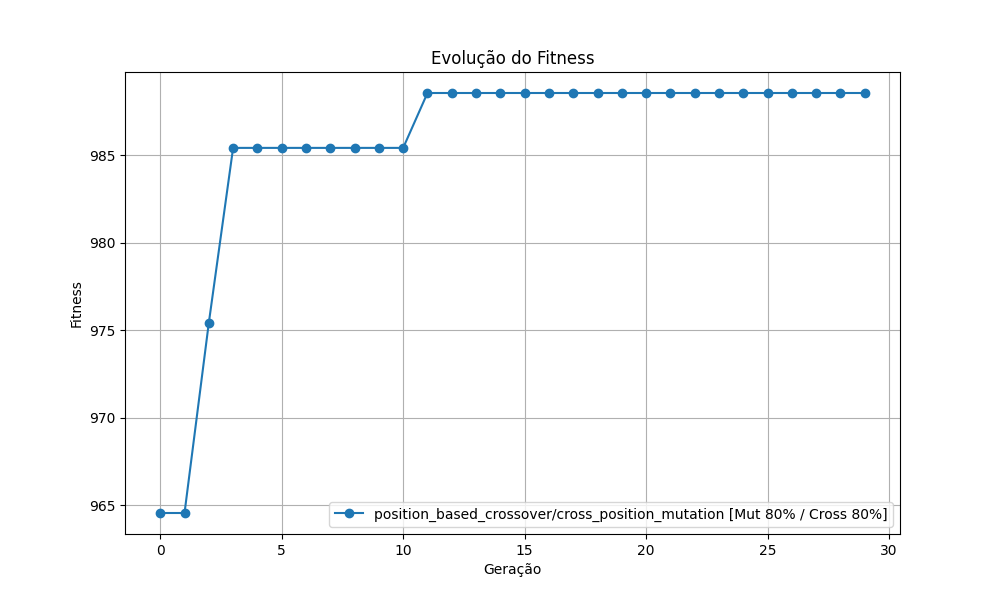 Evolução do Fitness
Fitness
985
980
975
970
965
position_based_crossover/cross_position_mutation [Mut 80% / Cross 80%]
0 5 10 15 20 25 30
Geração